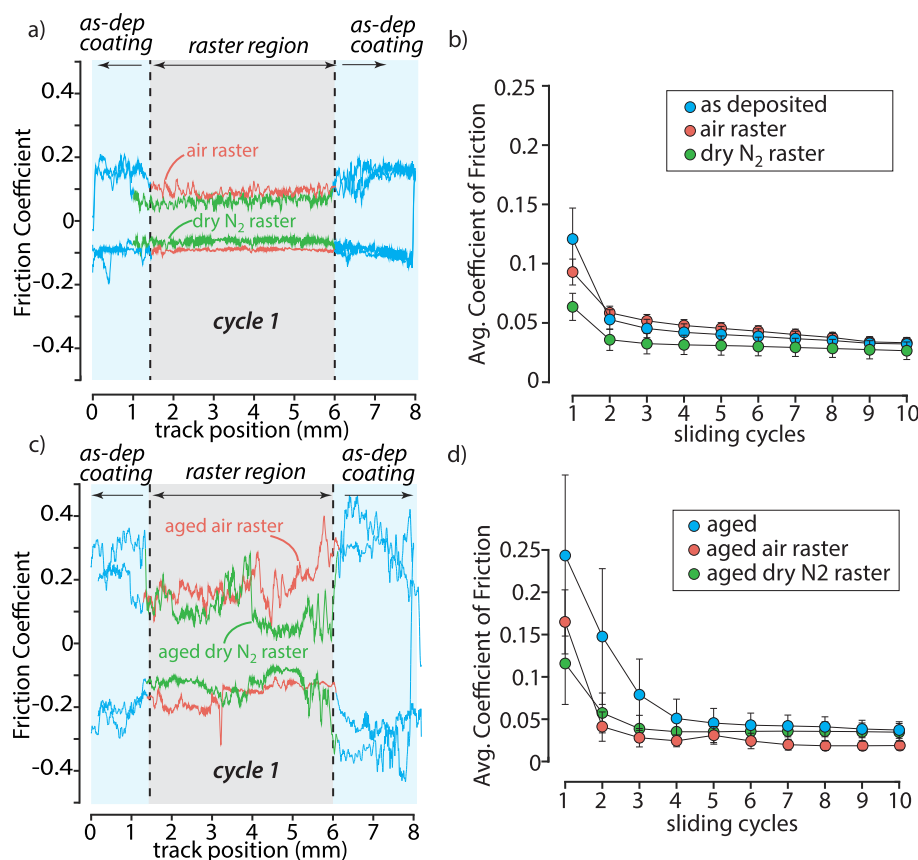 a)
as-dep
coating
raster region
as-dep
coating
air raster
dry N₂ raster
cycle 1
Friction Coefficient
0.4
0.2
0
-0.2
-0.4
0 1 2 3 4 5 6 7 8
track position (mm)
b)
as deposited
air raster
dry N₂ raster
Avg. Coefficient of Friction
0.25
0.2
0.15
0.1
0.05
0
1 2 3 4 5 6 7 8 9 10
sliding cycles
c)
as-dep
coating
raster region
as-dep
coating
aged air raster
aged dry N₂ raster
cycle 1
Friction Coefficient
0.4
0.2
0
-0.2
-0.4
0 1 2 3 4 5 6 7 8
track position (mm)
d)
aged
aged air raster
aged dry N2 raster
Avg. Coefficient of Friction
0.25
0.2
0.15
0.1
0.05
0
1 2 3 4 5 6 7 8 9 10
sliding cycles